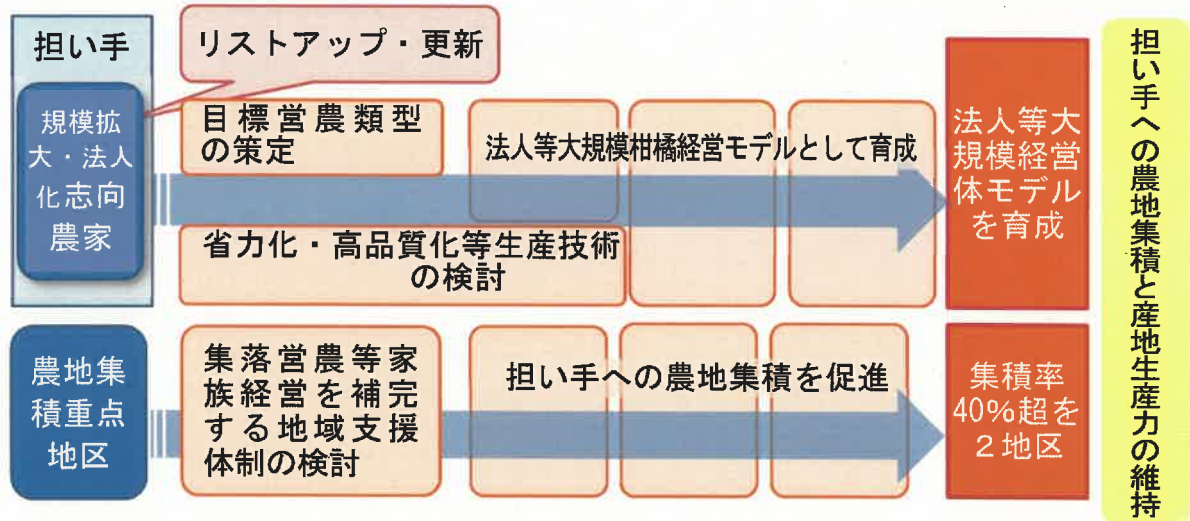 担い手
リストアップ・更新
規模拡
大・法人
化志向
農家
目標営農類型
の策定
法人等大規模柑橘経営モデルとして育成
省力化・高品質化等生産技術
の検討
法人等大
規模経営
体モデル
を育成
農地集
積重点
地区
集落営農等家
族経営を補完
する地域支援
体制の検討
担い手への農地集積を促進
集積率
40%超を
2地区
担い手への農地集積と産地生産力の維持